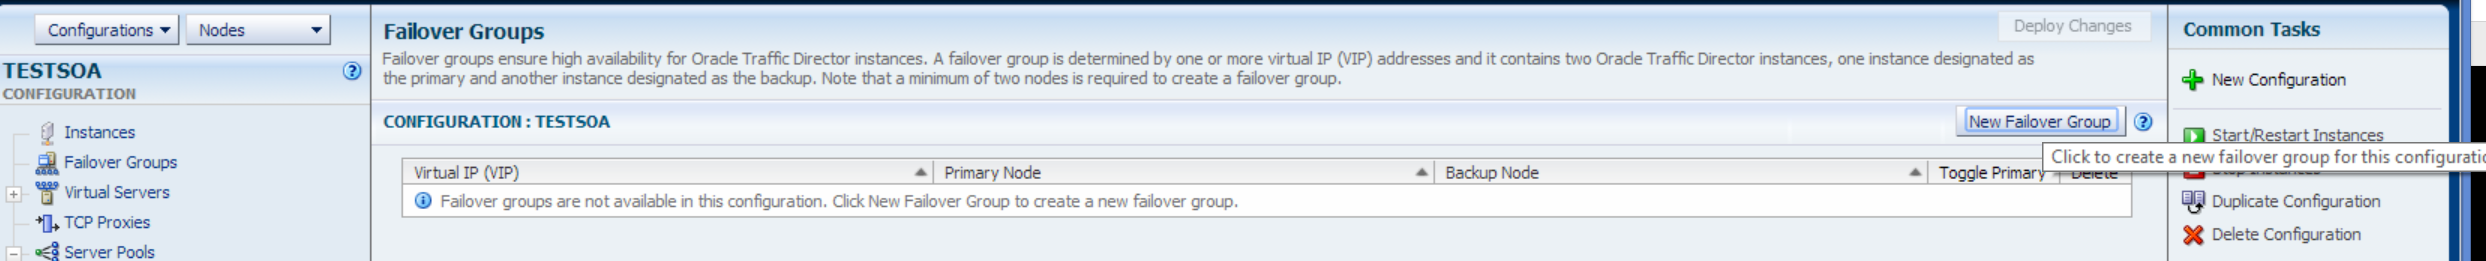 Configurations
Nodes
TESTSOA
CONFIGURATION
Instances
Failover Groups
Virtual Servers
TCP Proxies
Server Pools
Failover Groups
Deploy Changes
Failover groups ensure high availability for Oracle Traffic Director instances. A failover group is determined by one or more virtual IP (VIP) addresses and it contains two Oracle Traffic Director instances, one instance designated as
the primary and another instance designated as the backup. Note that a minimum of two nodes is required to create a failover group.
CONFIGURATION : TESTSOA
New Failover Group
Virtual IP (VIP) Primary Node Backup Node Toggle Primary Delete
Failover groups are not available in this configuration. Click New Failover Group to create a new failover group.
Common Tasks
New Configuration
Start/Restart Instances
Click to create a new failover group for this configuratio
Stop Instances
Duplicate Configuration
Delete Configuration